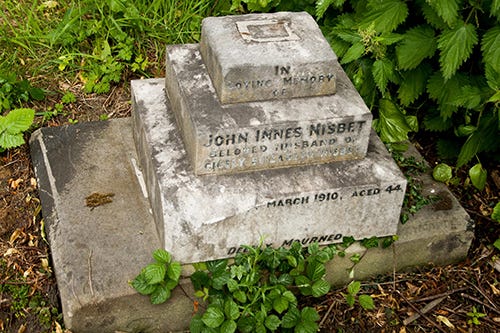 IN
LOVING MEMORY
OF
JOHN INNES NISBET
BELOVED HUSBAND OF
MARCH 1910, AGED 44
DEEPLY MOURNED